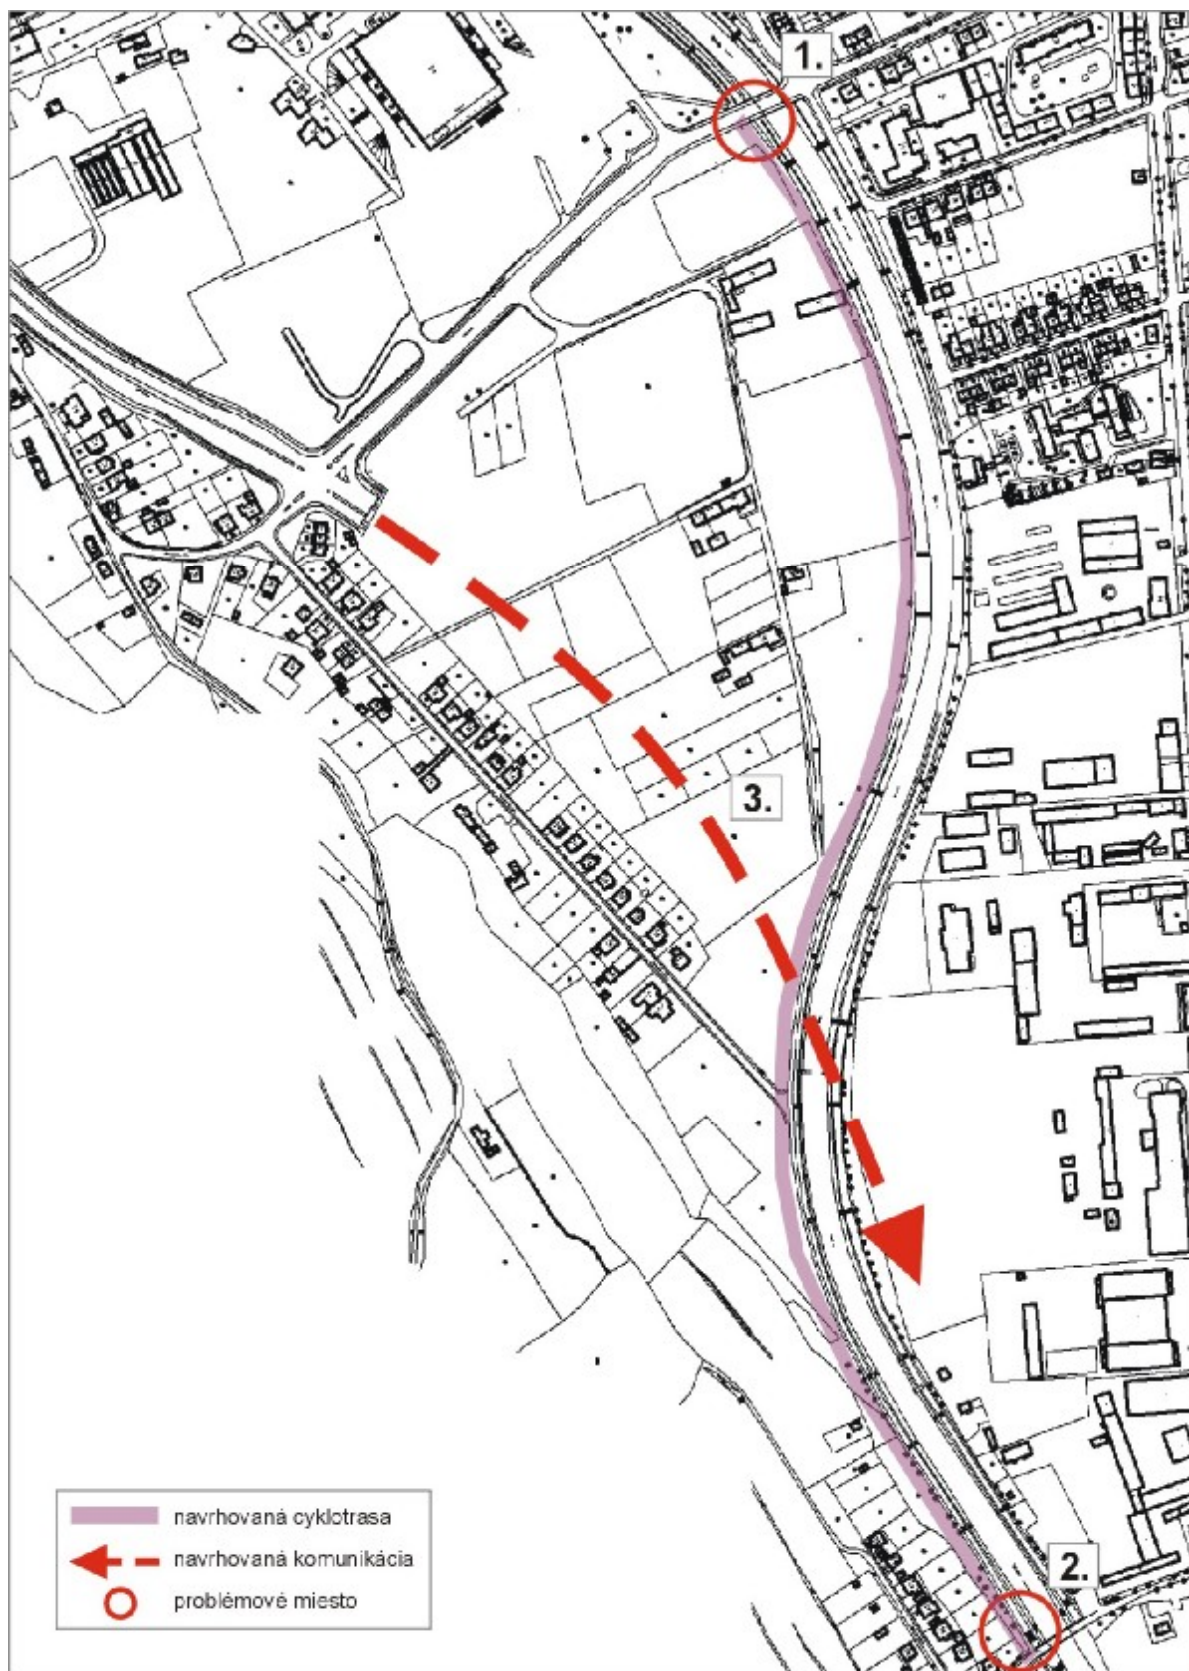 1.
3.
2.
navrhovaná cyklotrasa
navrhovaná komunikácia
problémové miesto